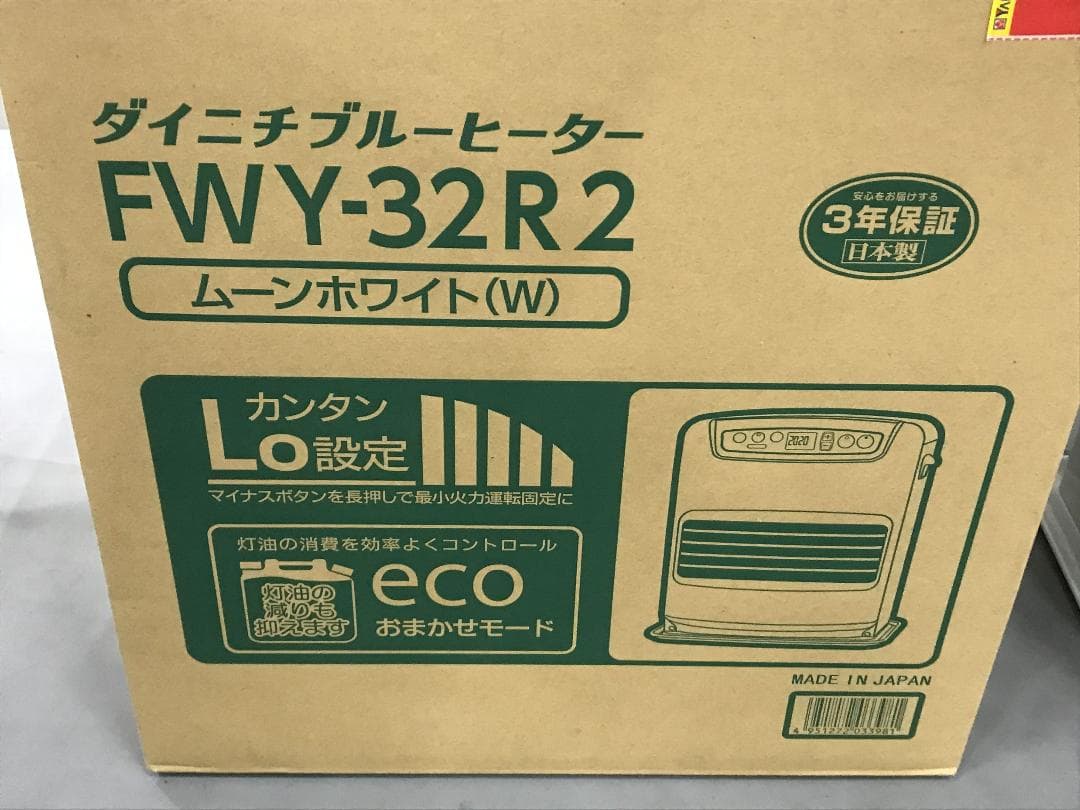 ダイニチブルーヒーター
FWY-32R2
ムーンホワイト(W)
安心をお届けする
3年保証
日本製
カンタン
Lo設定
マイナスボタンを長押しで最小火力運転固定に
灯油の消費を効率よくコントロール
灯油の
減りも
抑えます
eco
おまかせモード
2020
MADE IN JAPAN
4 951272 033981